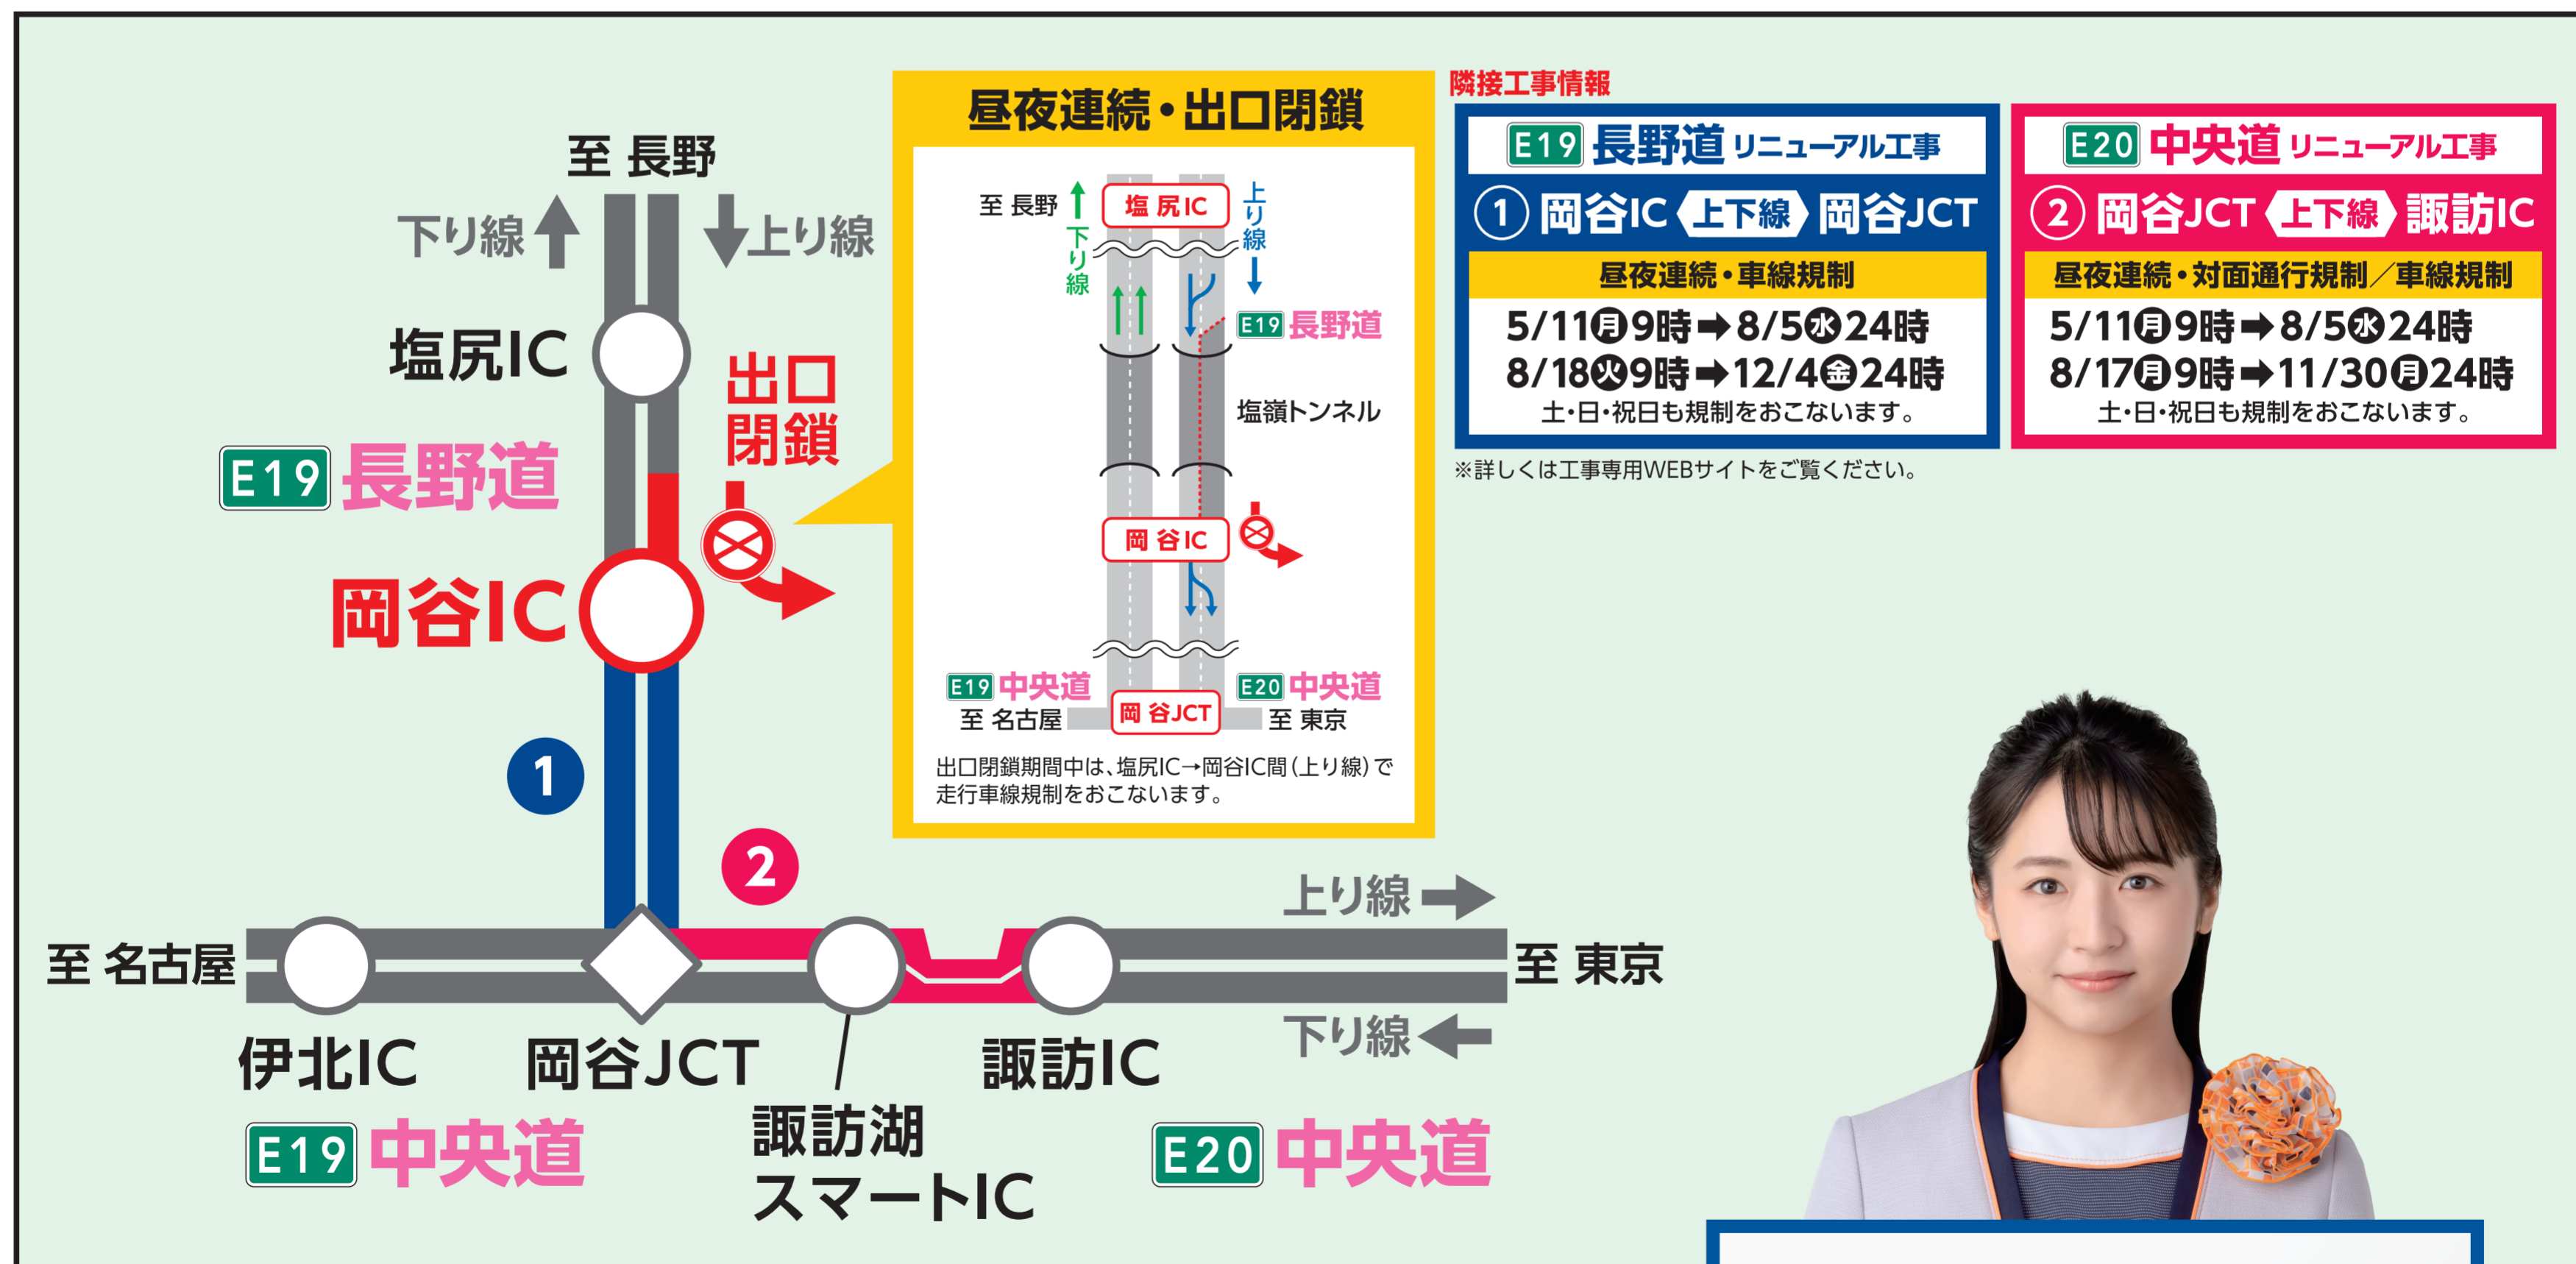 至 長野
下り線
上り線
塩尻IC
出口
閉鎖
E19 長野道
岡谷IC
1
2
至 名古屋
伊北IC
岡谷JCT
諏訪湖
スマートIC
諏訪IC
上り線
下り線
至 東京
E19 中央道
E20 中央道
昼夜連続・出口閉鎖
至 長野
下り線
塩尻IC
上り線
E19 長野道
塩嶺トンネル
岡谷IC
E19 中央道
至 名古屋
岡谷JCT
E20 中央道
至 東京
出口閉鎖期間中は、塩尻IC→岡谷IC間(上り線)で
走行車線規制をおこないます。
隣接工事情報
E19 長野道 リニューアル工事
① 岡谷IC 上下線 岡谷JCT
昼夜連続・車線規制
5/11月9時➡8/5水24時
8/18火9時➡12/4金24時
土・日・祝日も規制をおこないます。
E20 中央道 リニューアル工事
② 岡谷JCT 上下線 諏訪IC
昼夜連続・対面通行規制/車線規制
5/11月9時➡8/5水24時
8/17月9時➡11/30月24時
土・日・祝日も規制をおこないます。
※詳しくは工事専用WEBサイトをご覧ください。